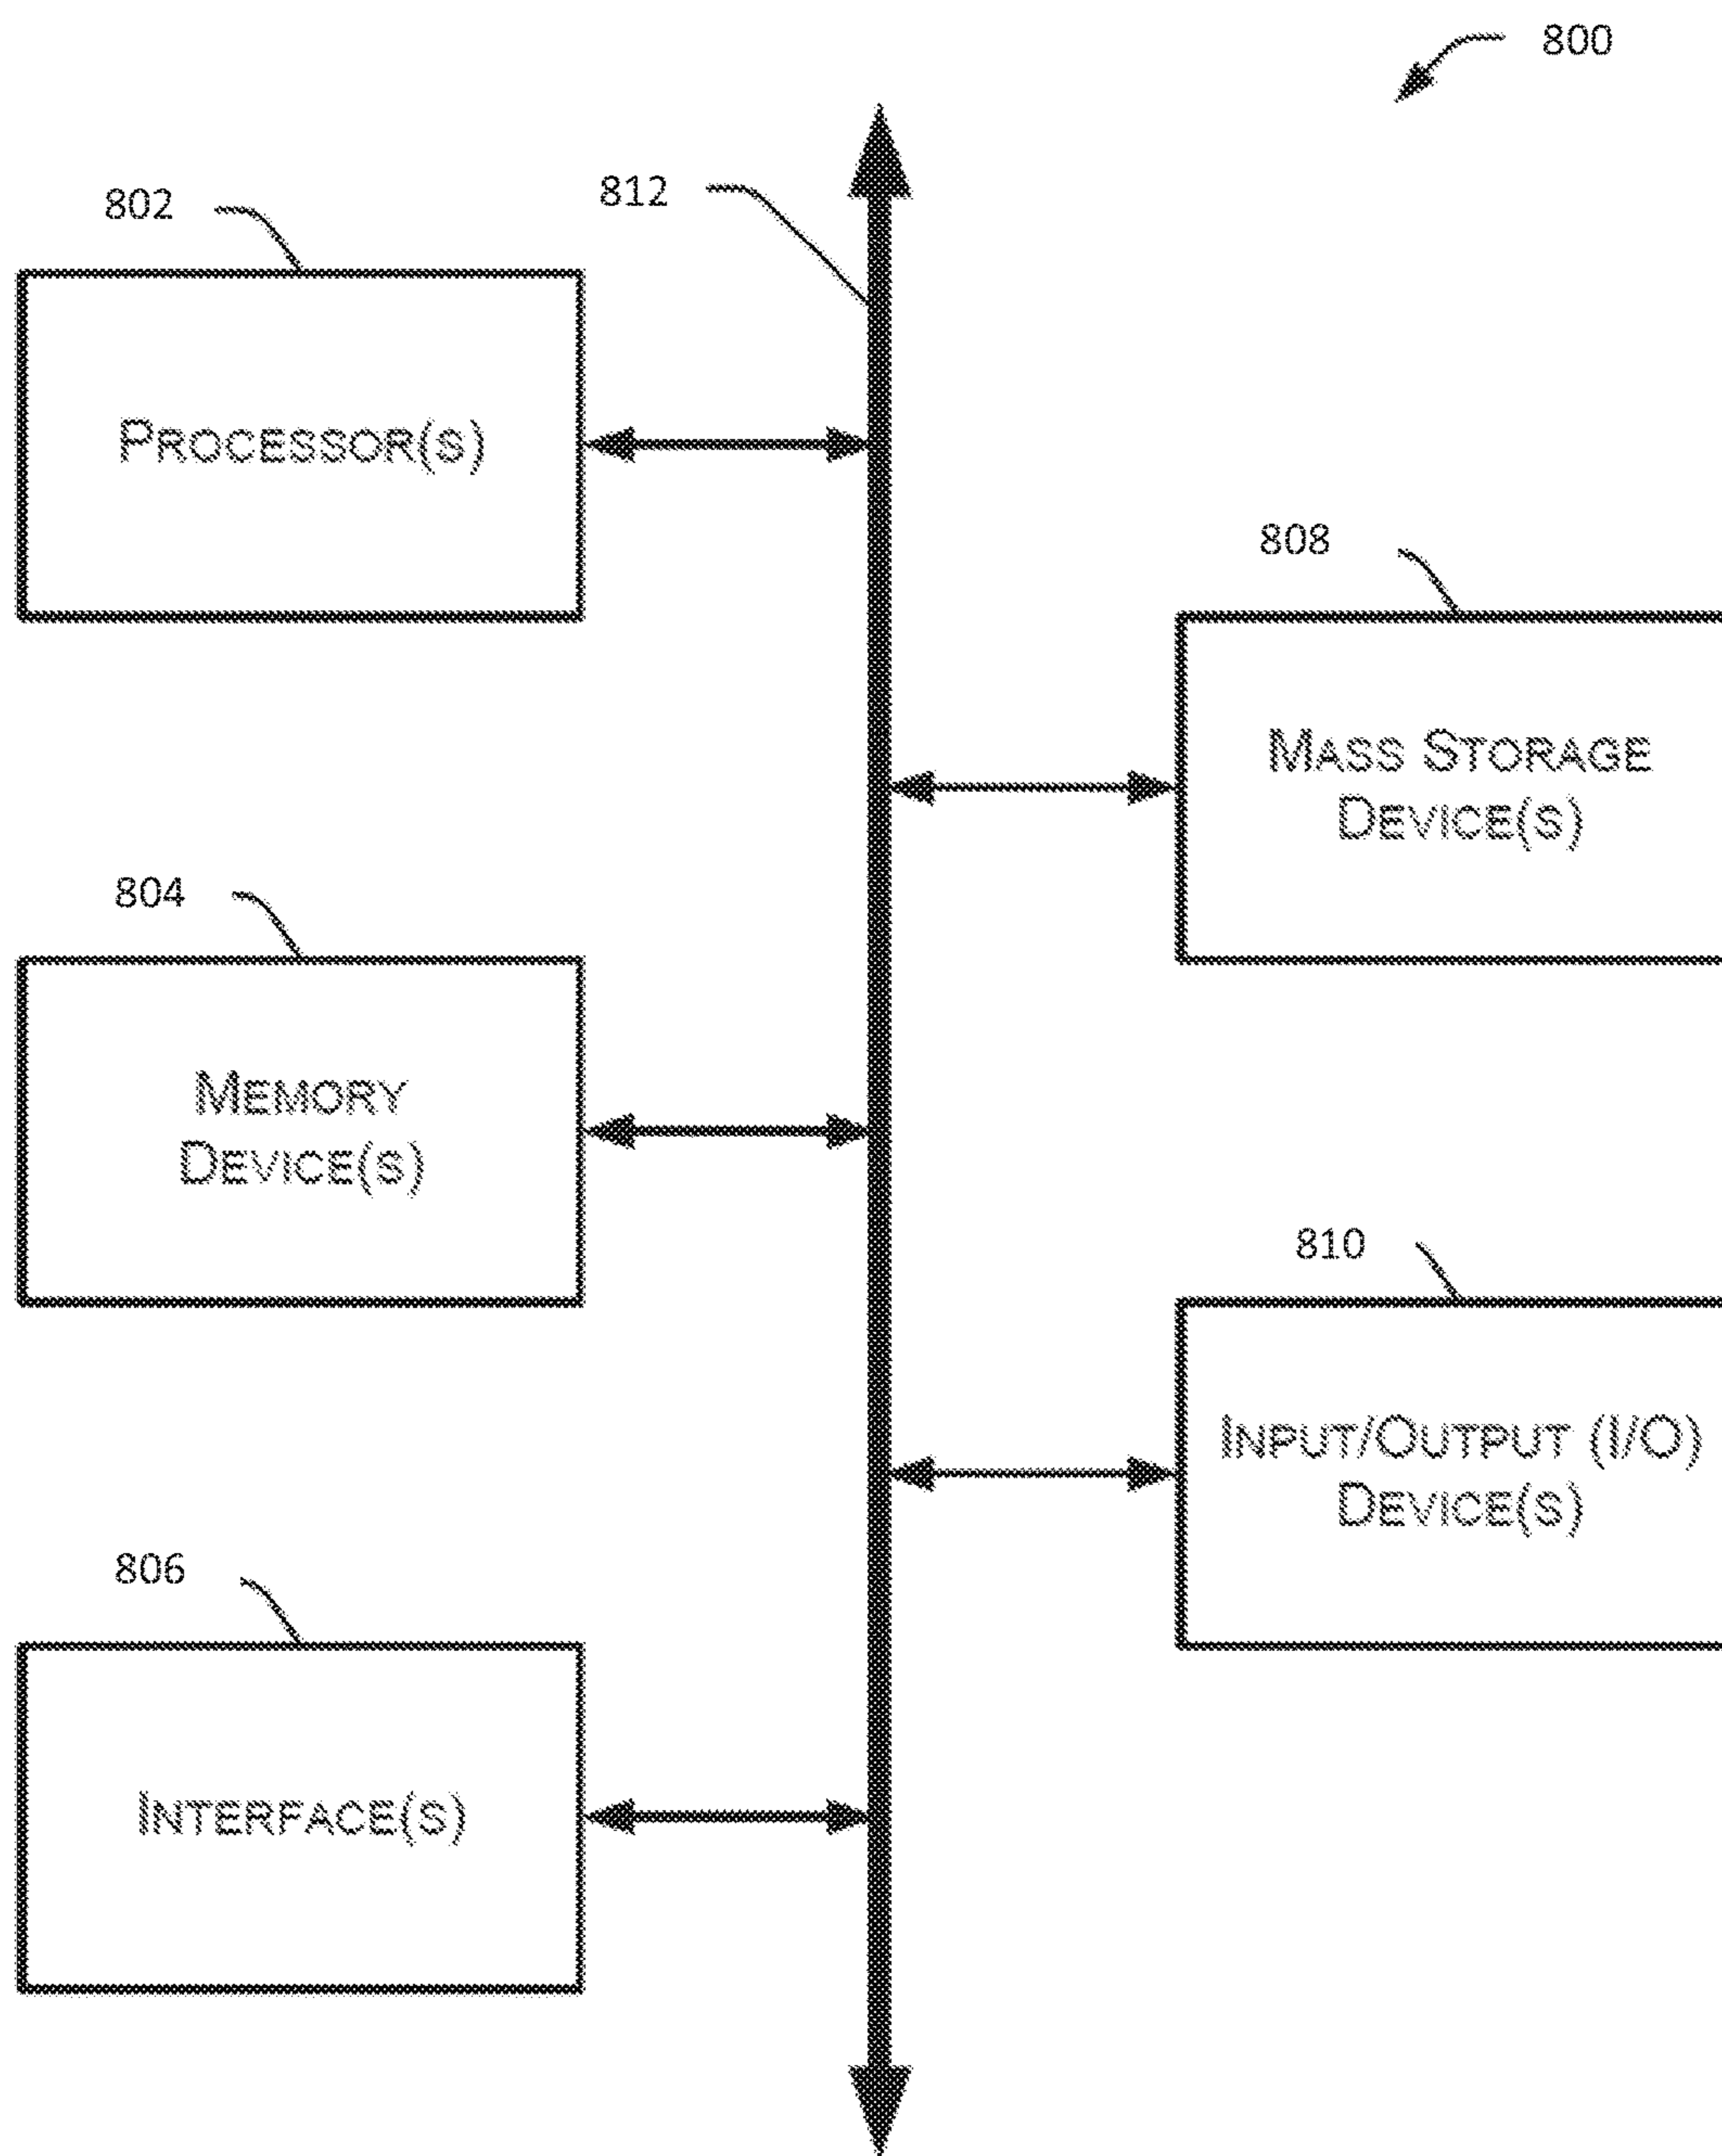 800
802
812
PROCESSOR(S)
808
MASS STORAGE
DEVICE(S)
804
MEMORY
DEVICE(S)
810
INPUT/OUTPUT (I/O)
DEVICE(S)
806
INTERFACE(S)